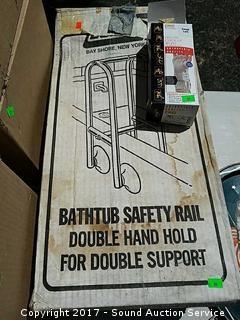 BAY SHORE, NEW YORK
BATHTUB SAFETY RAIL
DOUBLE HAND HOLD
FOR DOUBLE SUPPORT
Copyright © 2017 - Sound Auction Service